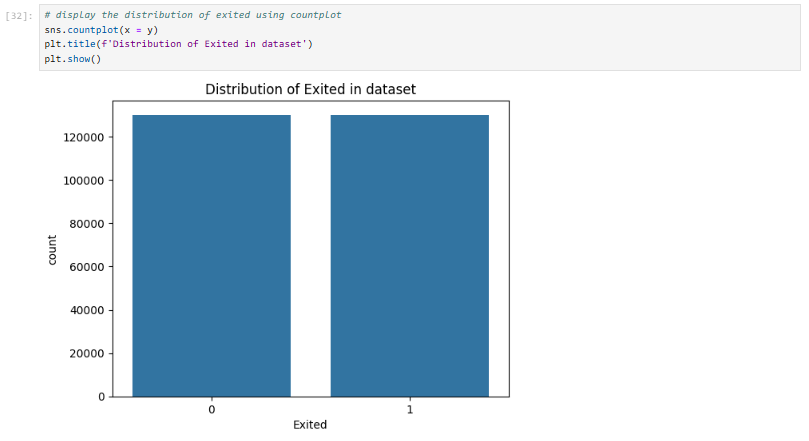 [32]: # display the distribution of exited using countplot
sns.countplot(x = y)
plt.title(f'Distribution of Exited in dataset')
plt.show()
Distribution of Exited in dataset
120000
100000
80000
60000
40000
20000
0
count
0 1
Exited